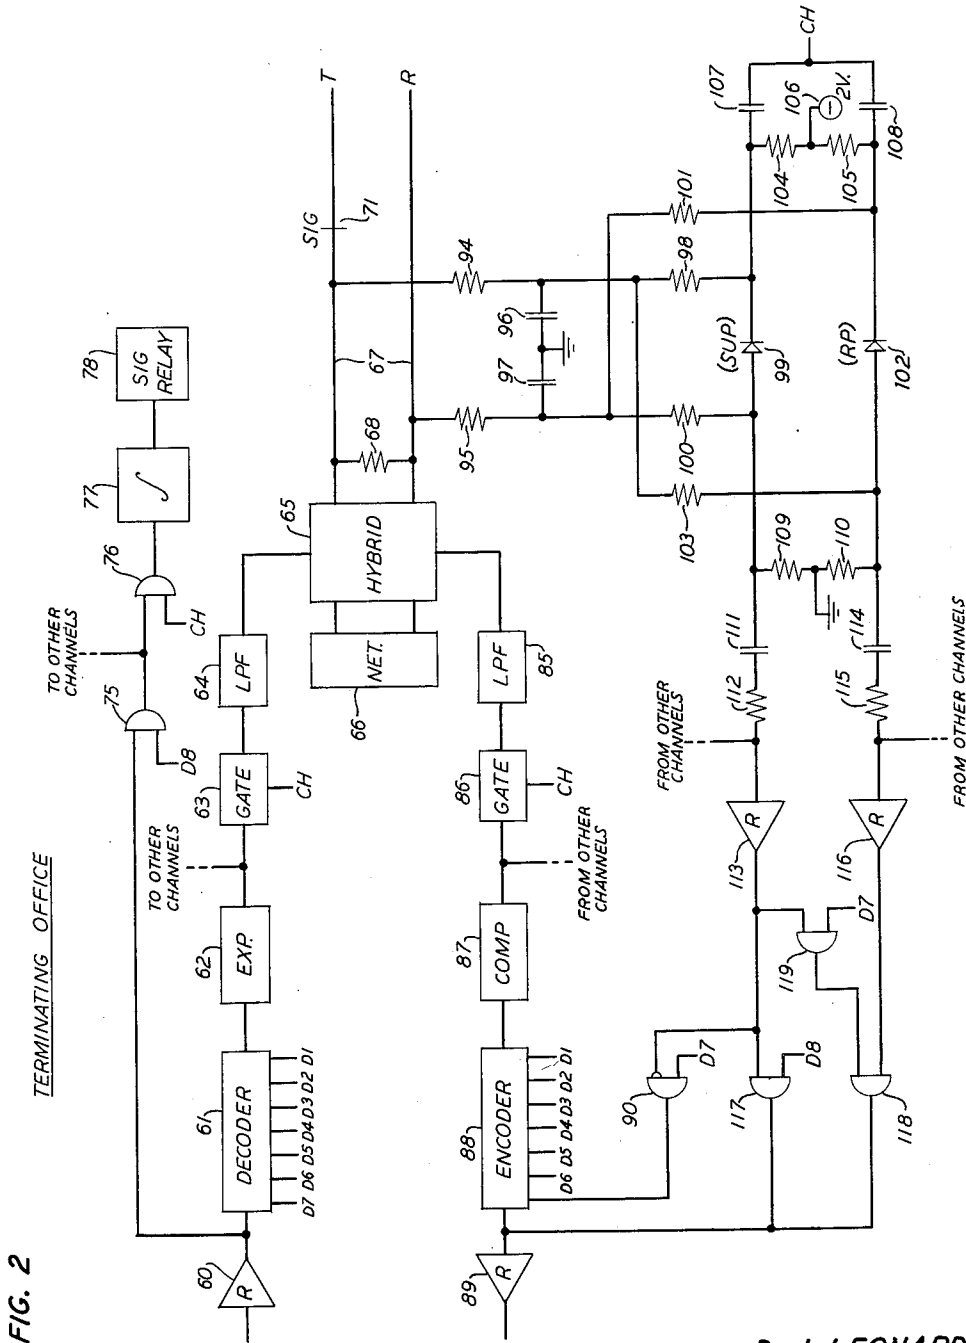 FIG. 2
TERMINATING OFFICE
TO OTHER
CHANNELS
75
D8
76
CH
77
∫
78
SIG
RELAY
60
R
61
DECODER
D7 D6 D5 D4 D3 D2 D1
62
EXP.
TO OTHER
CHANNELS
63
GATE
CH
64
LPF
65
HYBRID
66
NET.
67
68
SIG
71
T
R
89
R
88
ENCODER
D6 D5 D4 D3 D2 D1
87
COMP
FROM OTHER
CHANNELS
86
GATE
CH
85
LPF
95
94
97
96
90
D7
117
D8
118
119
D7
113
R
116
R
FROM OTHER
CHANNELS
112
111
115
114
FROM OTHER CHANNELS
109
110
103
100
98
101
(SUP)
99
(RP)
102
104
105
106
2V.
107
108
CH